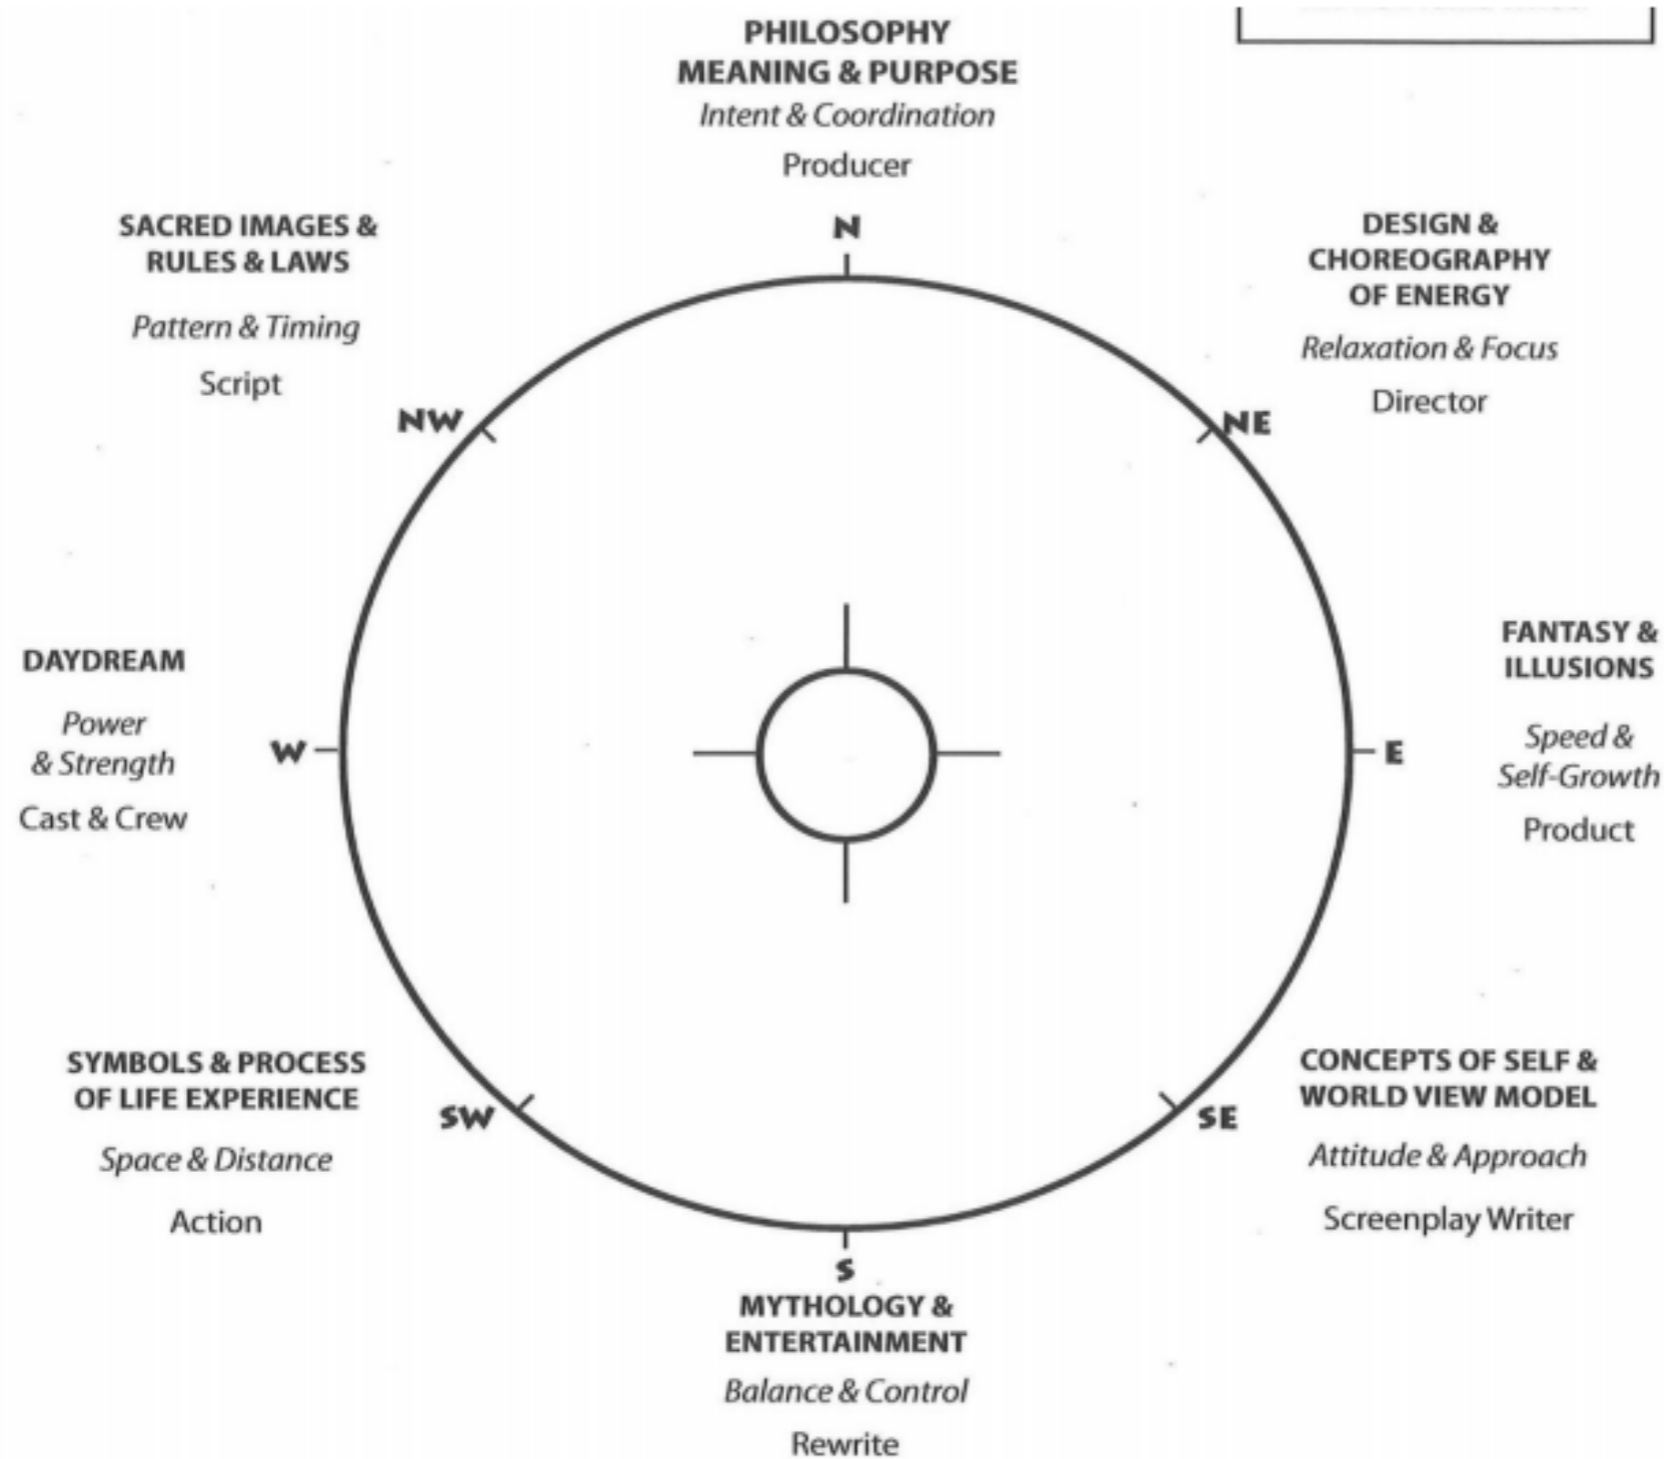 PHILOSOPHY
MEANING & PURPOSE
Intent & Coordination
Producer
N
SACRED IMAGES &
RULES & LAWS
Pattern & Timing
Script
NW
DESIGN &
CHOREOGRAPHY
OF ENERGY
Relaxation & Focus
Director
NE
DAYDREAM
Power
& Strength
Cast & Crew
W
FANTASY &
ILLUSIONS
Speed &
Self-Growth
Product
E
SYMBOLS & PROCESS
OF LIFE EXPERIENCE
Space & Distance
Action
SW
CONCEPTS OF SELF &
WORLD VIEW MODEL
Attitude & Approach
Screenplay Writer
SE
S
MYTHOLOGY &
ENTERTAINMENT
Balance & Control
Rewrite